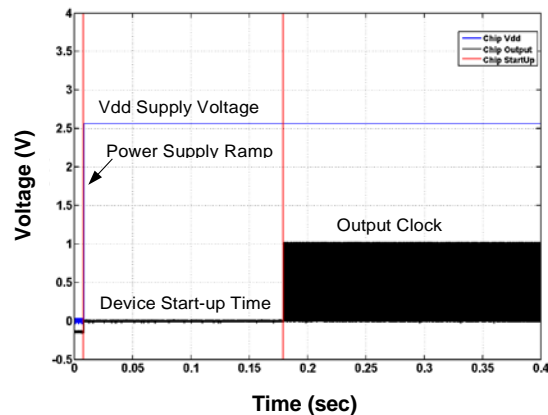 4
Chip Vdd
Chip Output
Chip StartUp
3.5
3
Vdd Supply Voltage
2.5
Power Supply Ramp
2
Voltage (V)
1.5
Output Clock
1
0.5
Device Start-up Time
0
-0.5
0 0.05 0.1 0.15 0.2 0.25 0.3 0.35 0.4
Time (sec)